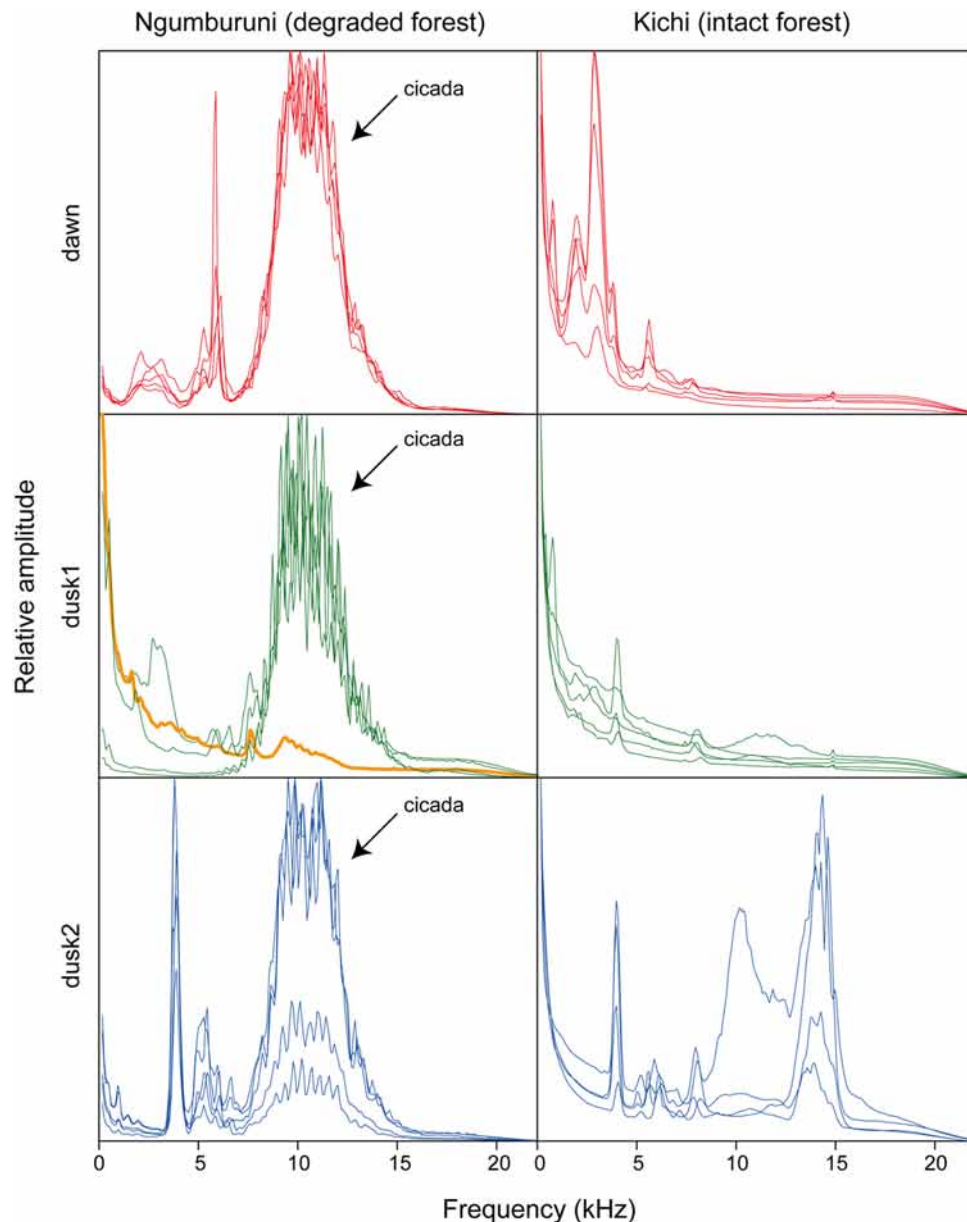 Ngumburuni (degraded forest)
Kichi (intact forest)
cicada
dawn
cicada
dusk1
Relative amplitude
cicada
dusk2
0 5 10 15 0 5 10 15 20
Frequency (kHz)